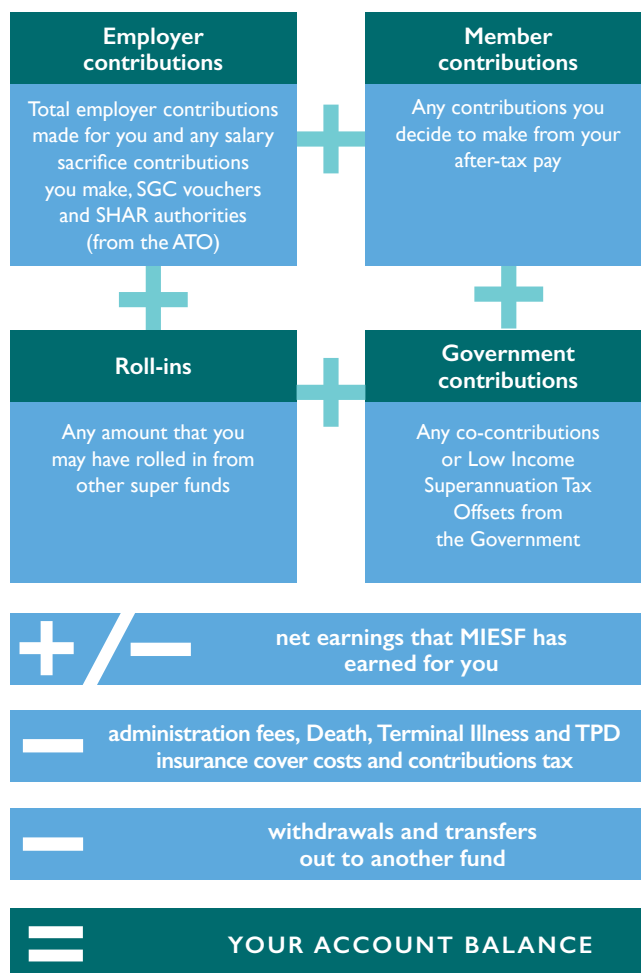 Employer
contributions
Total employer contributions
made for you and any salary
sacrifice contributions
you make, SGC vouchers
and SHAR authorities
(from the ATO)
+
Member
contributions
Any contributions you
decide to make from your
after-tax pay
+
+
Roll-ins
Any amount that you
may have rolled in from
other super funds
+
Government
contributions
Any co-contributions
or Low Income
Superannuation Tax
Offsets from
the Government
+/− net earnings that MIESF has
earned for you
− administration fees, Death, Terminal Illness and TPD
insurance cover costs and contributions tax
− withdrawals and transfers
out to another fund
= YOUR ACCOUNT BALANCE